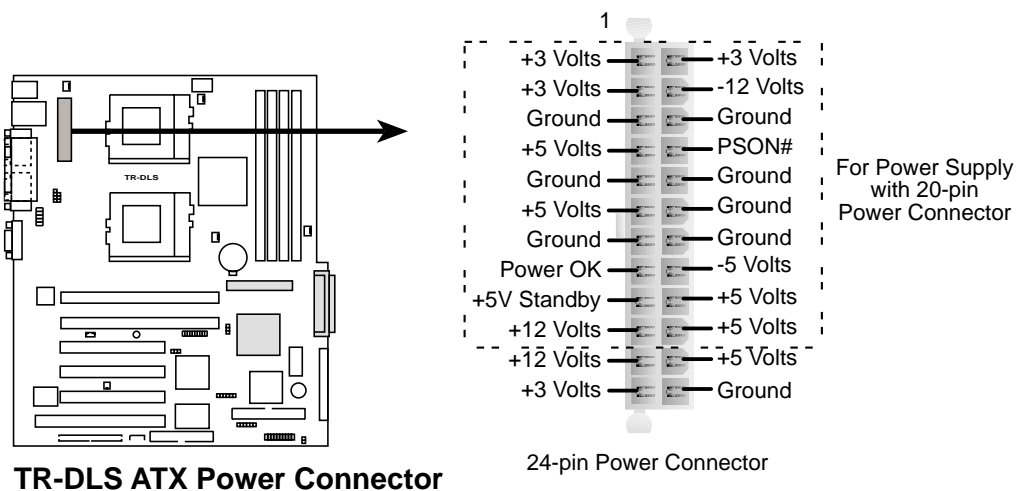 1
+3 Volts +3 Volts
+3 Volts -12 Volts
Ground Ground
+5 Volts PSON#
Ground Ground
+5 Volts Ground
Ground Ground
Power OK -5 Volts
+5V Standby +5 Volts
+12 Volts +5 Volts
+12 Volts +5 Volts
+3 Volts Ground
For Power Supply
with 20-pin
Power Connector
TR-DLS
24-pin Power Connector
TR-DLS ATX Power Connector